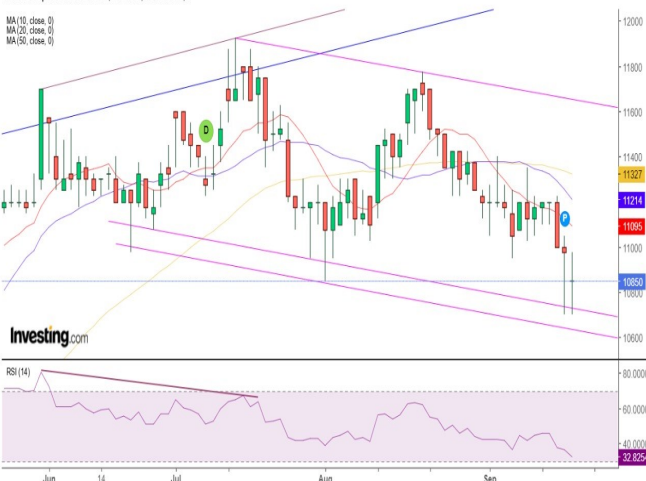 MA (10, close, 0)
MA (20, close, 0)
MA (50, close, 0)
12000
11800
11600
11400
11327
11214
11095
11000
10850
10800
10600
D
P
Investing.com
RSI (14)
80.0000
60.0000
40.0000
32.8254
Jun
14
Jul
Aug
Sep